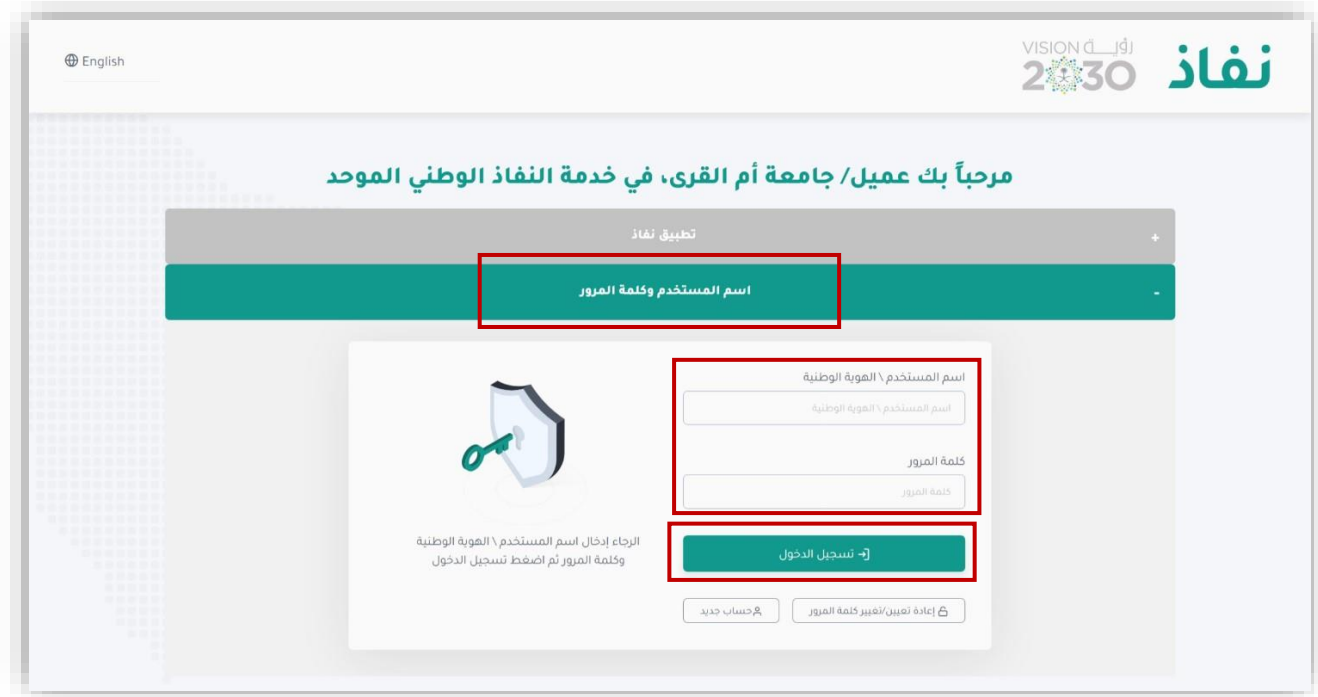 نفاذ
VISION رؤيـــة
2030
English
مرحباً بك عميل/ جامعة أم القرى، في خدمة النفاذ الوطني الموحد
تطبيق نفاذ
+
اسم المستخدم وكلمة المرور
-
اسم المستخدم \ الهوية الوطنية
اسم المستخدم \ الهوية الوطنية
كلمة المرور
كلمة المرور
تسجيل الدخول
إعادة تعيين/تغيير كلمة المرور
حساب جديد
الرجاء إدخال اسم المستخدم \ الهوية الوطنية
وكلمة المرور ثم اضغط تسجيل الدخول